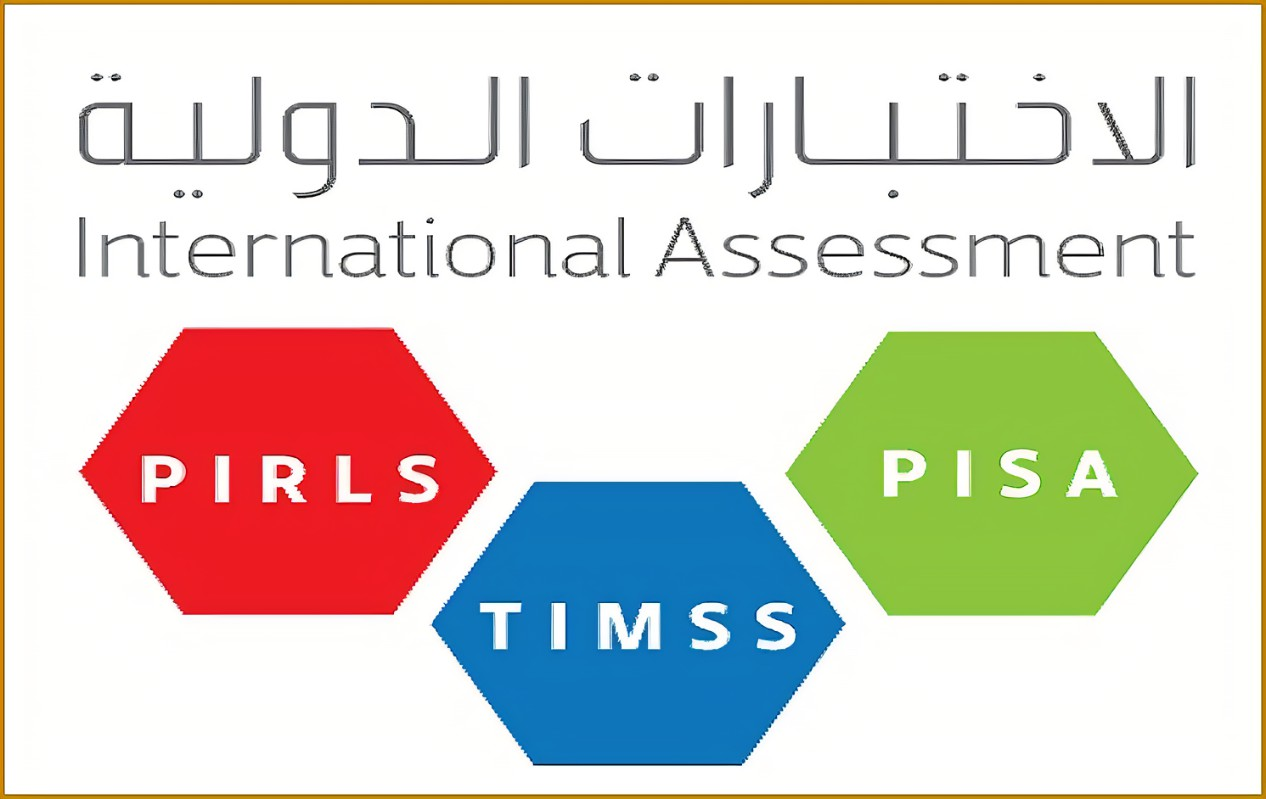 الاختبارات الدولية
International Assessment
PIRLS
TIMSS
PISA